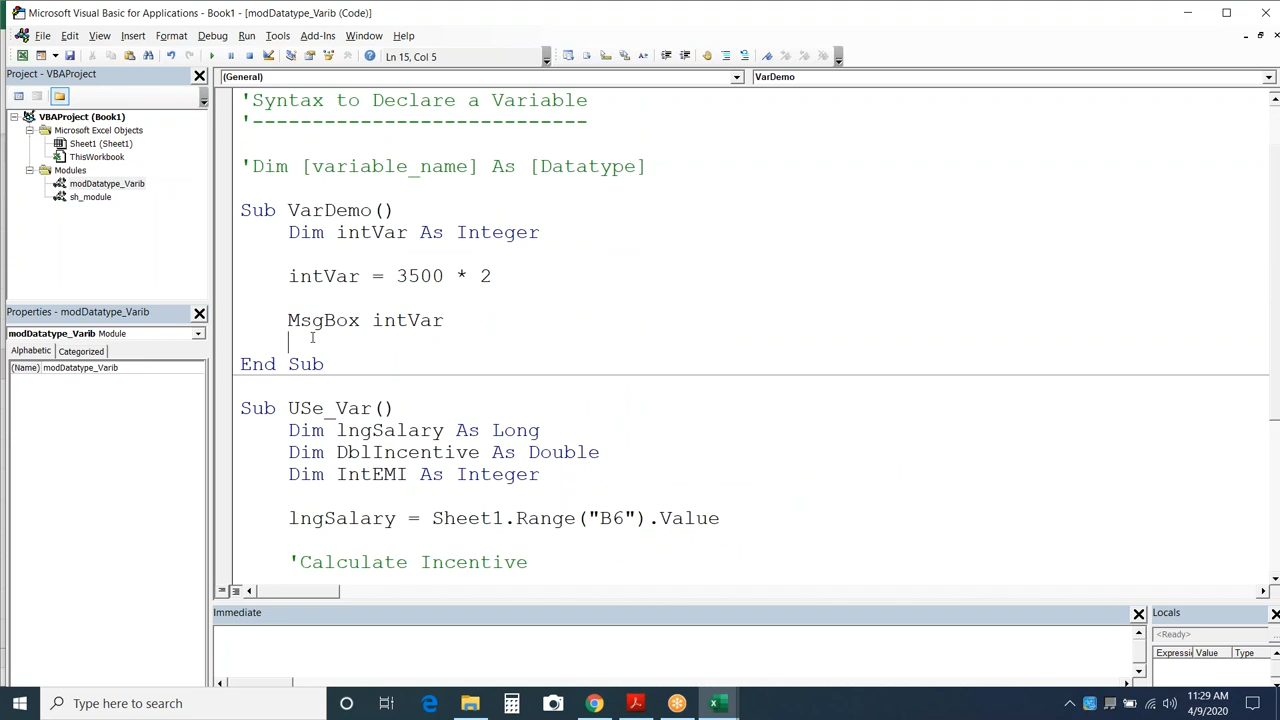 Microsoft Visual Basic for Applications - Book1 - [modDatatype_Varib (Code)]
File Edit View Insert Format Debug Run Tools Add-Ins Window Help
Ln 15, Col 5
Project - VBAProject
(General)
VarDemo
VBAProject (Book1)
Microsoft Excel Objects
Sheet1 (Sheet1)
ThisWorkbook
Modules
modDatatype_Varib
sh_module
'Syntax to Declare a Variable
'----------------------------
'Dim [variable_name] As [Datatype]
Sub VarDemo()
Dim intVar As Integer
intVar = 3500 * 2
MsgBox intVar
End Sub
Sub USe_Var()
Dim lngSalary As Long
Dim DblIncentive As Double
Dim IntEMI As Integer
lngSalary = Sheet1.Range("B6").Value
'Calculate Incentive
Properties - modDatatype_Varib
modDatatype_Varib Module
Alphabetic Categorized
(Name) modDatatype_Varib
Immediate
Locals
<Ready>
Expressi Value Type
Type here to search
11:29 AM
4/9/2020